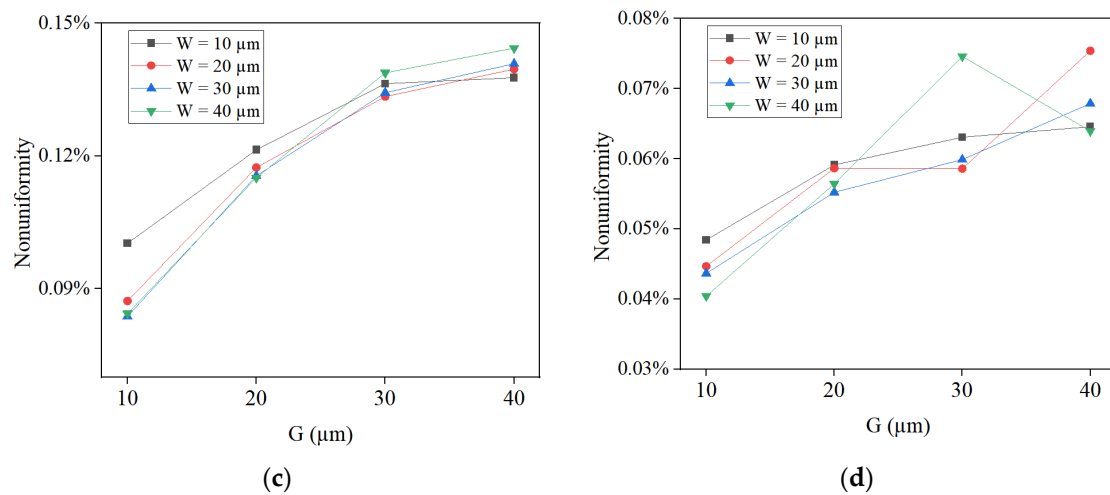 0.15%
0.12%
0.09%
Nonuniformity
W = 10 µm
W = 20 µm
W = 30 µm
W = 40 µm
10 20 30 40
G (µm)
(c)
0.08%
0.07%
0.06%
0.05%
0.04%
0.03%
Nonuniformity
W = 10 µm
W = 20 µm
W = 30 µm
W = 40 µm
10 20 30 40
G (µm)
(d)